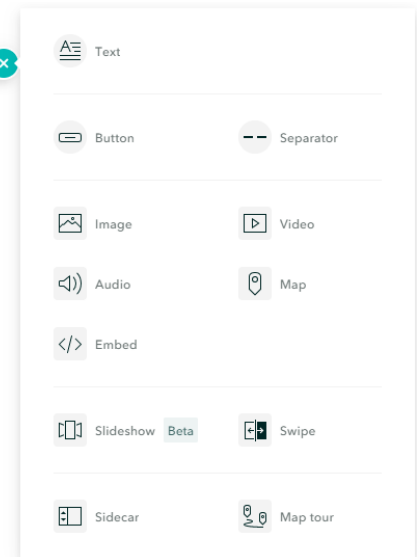 Text
Button
Separator
Image
Video
Audio
Map
Embed
Slideshow Beta
Swipe
Sidecar
Map tour